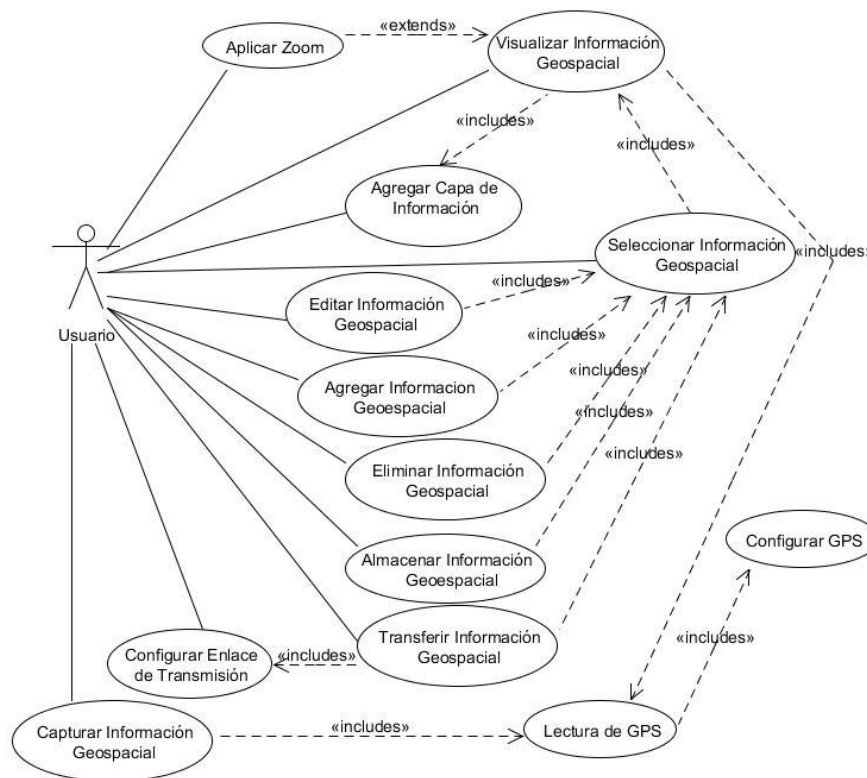 Aplicar Zoom
«extends»
Visualizar Información
Geospacial
«includes»
«includes»
Agregar Capa de
Información
Seleccionar Información
Geospacial
«includes»
Usuario
Editar Información
Geospacial
«includes»
Agregar Informacion
Geoespacial
«includes»
«includes»
Eliminar Información
Geospacial
«includes»
«includes»
Almacenar Información
Geoespacial
Configurar GPS
Transferir Información
Geospacial
«includes»
Configurar Enlace
de Transmisión
«includes»
Capturar Información
Geospacial
«includes»
Lectura de GPS